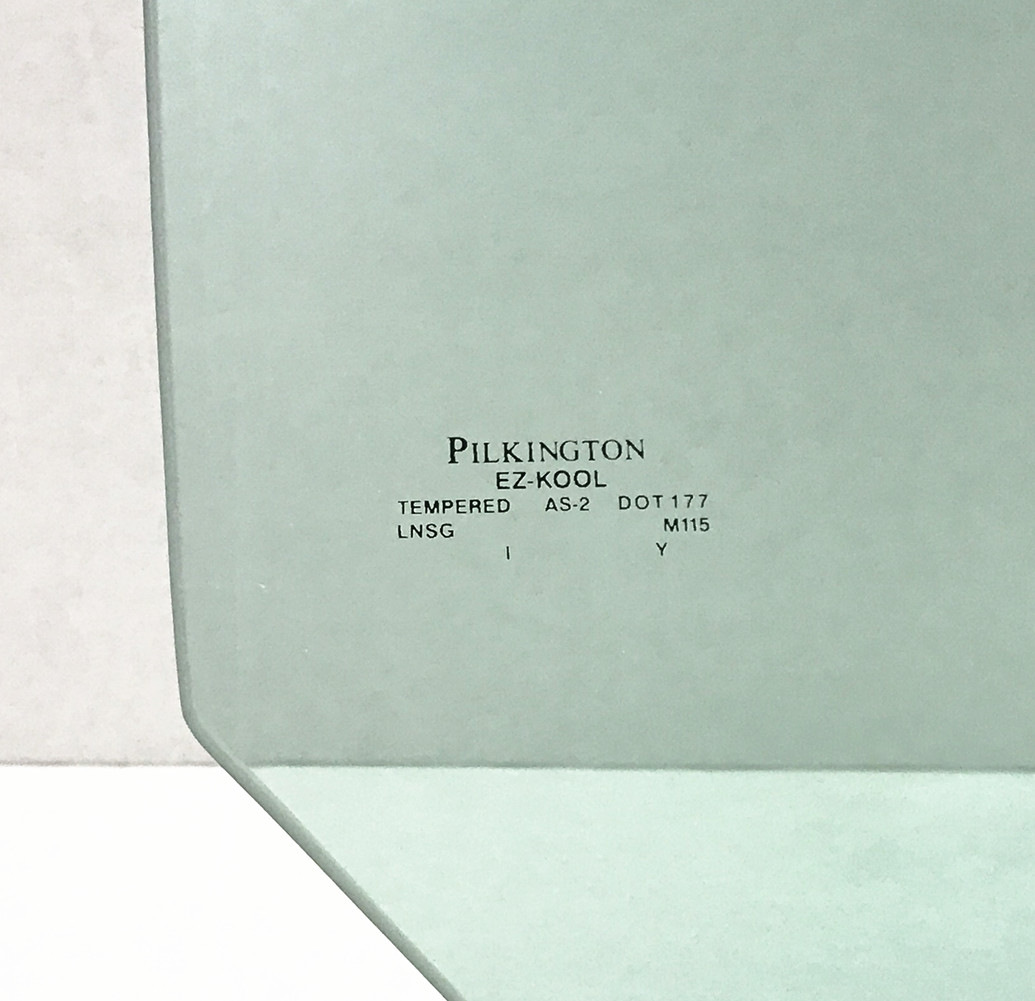 PILKINGTON
EZ-KOOL
TEMPERED AS-2 DOT 177
LNSG M115
I Y